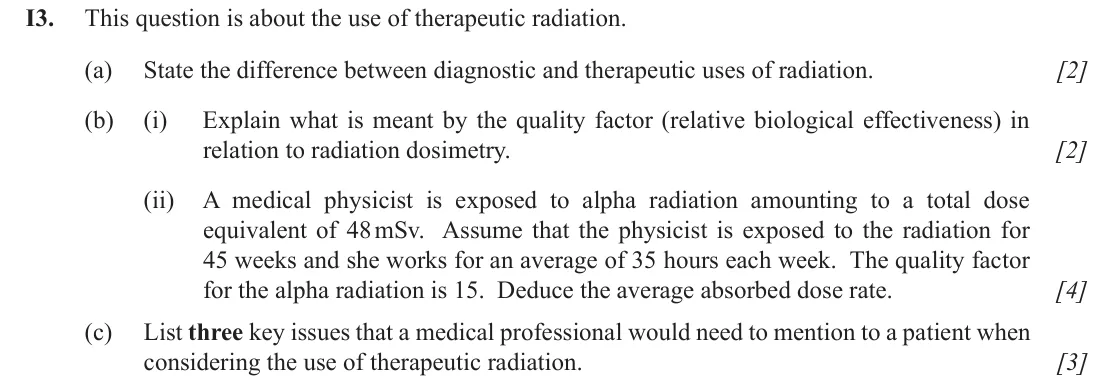 I3. This question is about the use of therapeutic radiation.
(a) State the difference between diagnostic and therapeutic uses of radiation. [2]
(b) (i) Explain what is meant by the quality factor (relative biological effectiveness) in
relation to radiation dosimetry. [2]
(ii) A medical physicist is exposed to alpha radiation amounting to a total dose
equivalent of 48 mSv. Assume that the physicist is exposed to the radiation for
45 weeks and she works for an average of 35 hours each week. The quality factor
for the alpha radiation is 15. Deduce the average absorbed dose rate. [4]
(c) List three key issues that a medical professional would need to mention to a patient when
considering the use of therapeutic radiation. [3]